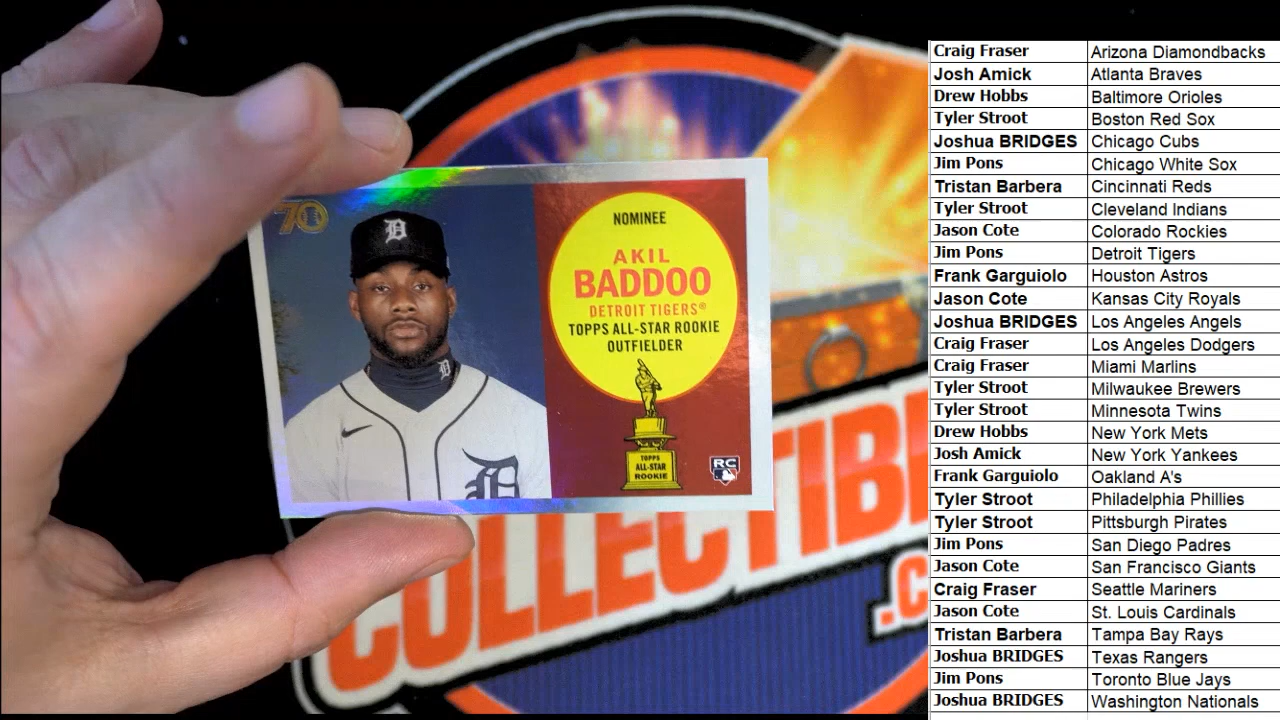 70
NOMINEE
AKIL
BADDOO
DETROIT TIGERS®
TOPPS ALL-STAR ROOKIE
OUTFIELDER
TOPPS
ALL-STAR
ROOKIE
RC
D
D
D
COLLECTIB
.C
Craig Fraser Arizona Diamondbacks
Josh Amick Atlanta Braves
Drew Hobbs Baltimore Orioles
Tyler Stroot Boston Red Sox
Joshua BRIDGES Chicago Cubs
Jim Pons Chicago White Sox
Tristan Barbera Cincinnati Reds
Tyler Stroot Cleveland Indians
Jason Cote Colorado Rockies
Jim Pons Detroit Tigers
Frank Garguiolo Houston Astros
Jason Cote Kansas City Royals
Joshua BRIDGES Los Angeles Angels
Craig Fraser Los Angeles Dodgers
Craig Fraser Miami Marlins
Tyler Stroot Milwaukee Brewers
Tyler Stroot Minnesota Twins
Drew Hobbs New York Mets
Josh Amick New York Yankees
Frank Garguiolo Oakland A's
Tyler Stroot Philadelphia Phillies
Tyler Stroot Pittsburgh Pirates
Jim Pons San Diego Padres
Jason Cote San Francisco Giants
Craig Fraser Seattle Mariners
Jason Cote St. Louis Cardinals
Tristan Barbera Tampa Bay Rays
Joshua BRIDGES Texas Rangers
Jim Pons Toronto Blue Jays
Joshua BRIDGES Washington Nationals